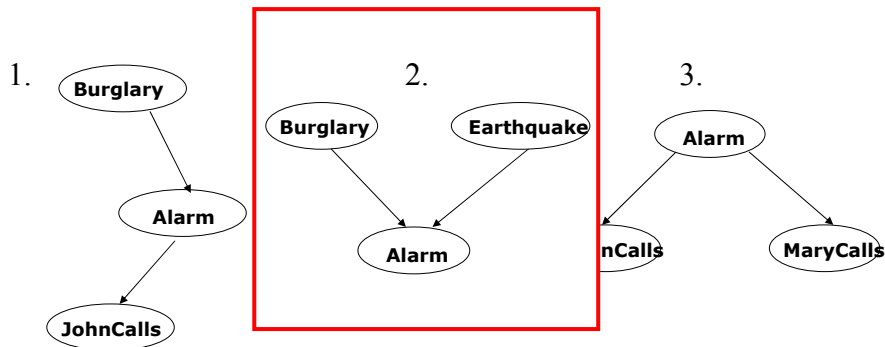 1.
Burglary
Alarm
JohnCalls
2.
Burglary
Earthquake
Alarm
3.
Alarm
nCalls
MaryCalls